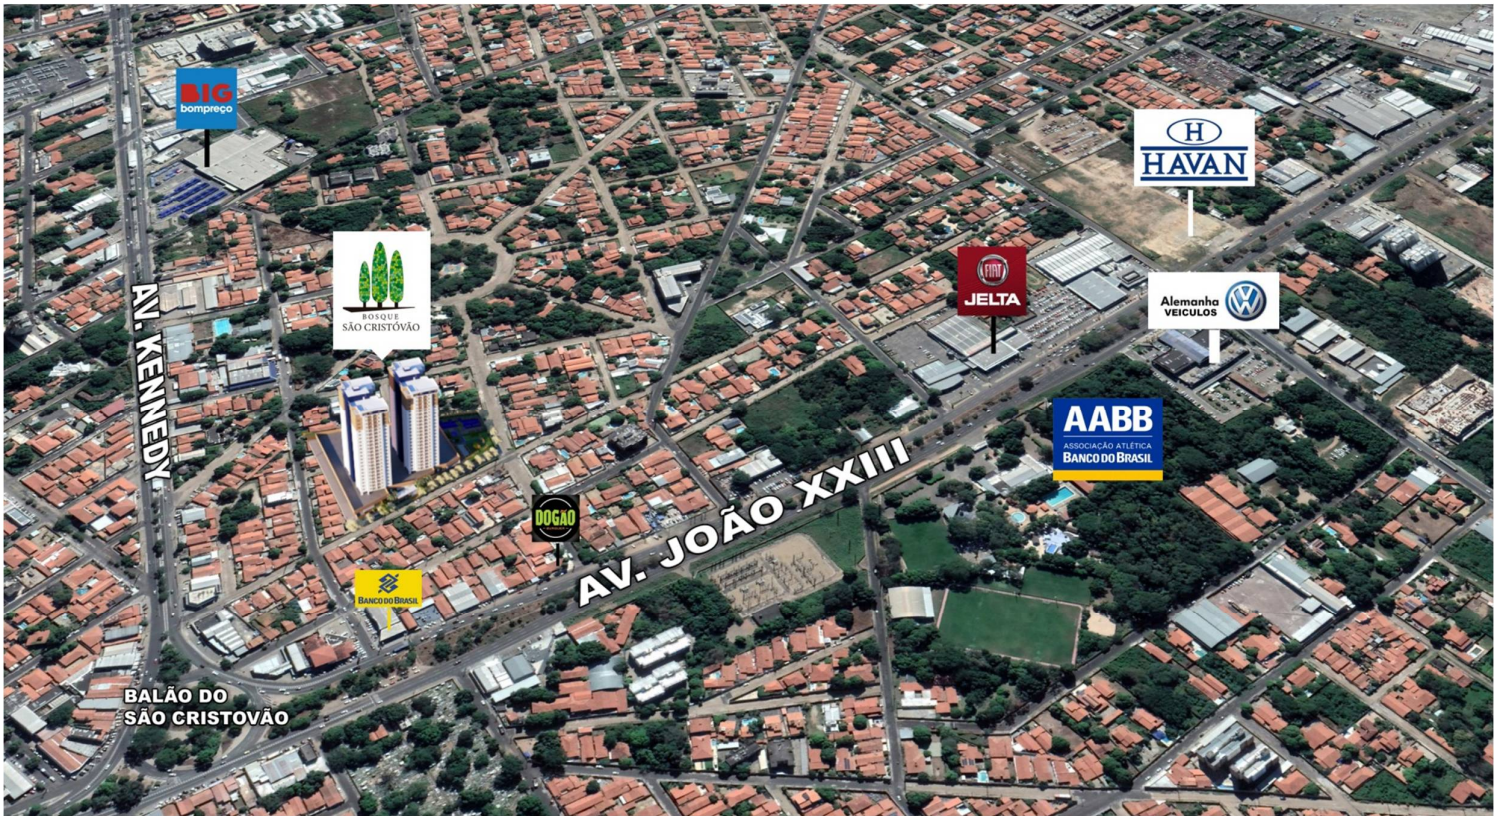 BIG
bompreço
H
HAVAN
BOSQUE
SÃO CRISTÓVÃO
FIAT
JELTA
Alemanha
VEICULOS
AV. KENNEDY
AABB
ASSOCIAÇÃO ATLÉTICA
BANCO DO BRASIL
DOGÃO
AV. JOÃO XXIII
BANCO DO BRASIL
BALÃO DO
SÃO CRISTOVÃO